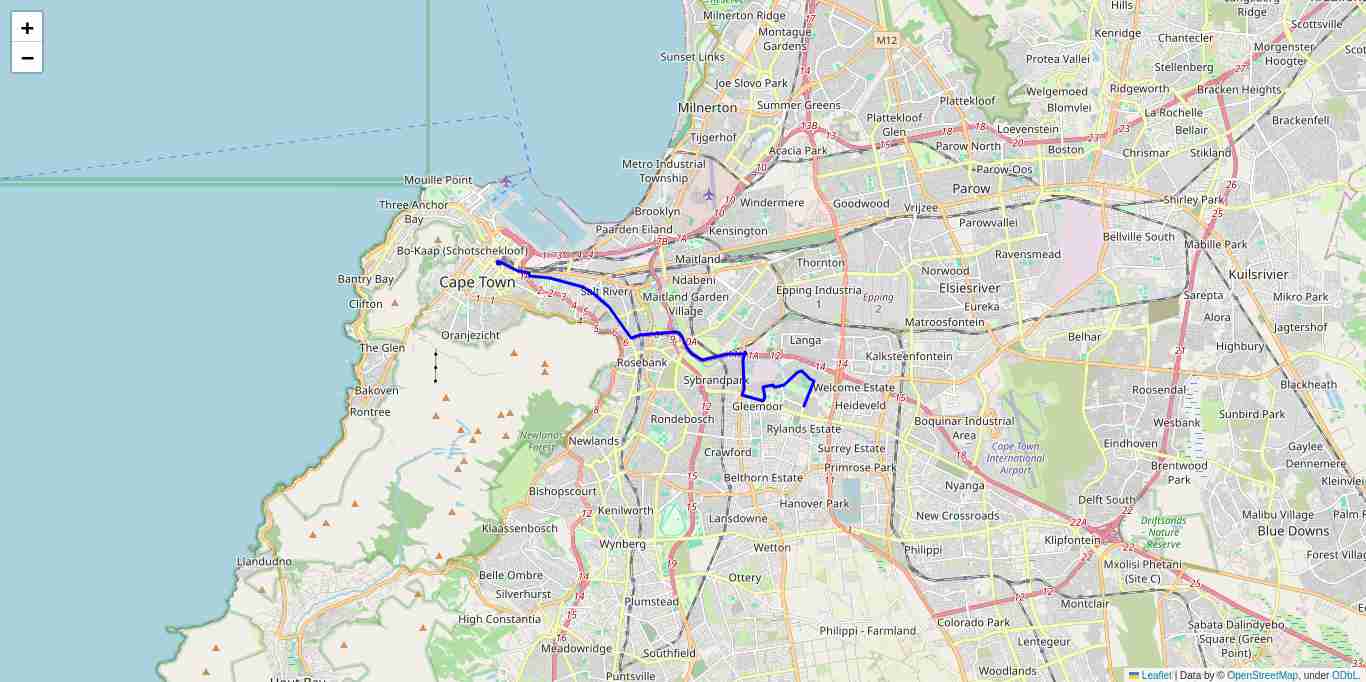 +
−
Milnerton Ridge
Hills
Ridge
Scottsville
Montague
Gardens
M12
Kenridge
Chantecler
Morgenster
Hoogte
Sunset Links
Protea Vallei
Stellenberg
Joe Slovo Park
Welgemoed
Ridgeworth
Bracken Heights
Milnerton
Summer Greens
Plattekloof
Blomvlei
La Rochelle
Plattekloof
Glen
Loevenstein
Bellair
Brackenfell
Tijgerhof
Acacia Park
Parow North
Boston
Chrismar
Stikland
Metro Industrial
Township
Parow-Oos
Mouille Point
Parow
Three Anchor
Bay
Windermere
Goodwood
Vrijzee
Shirley Park
Brooklyn
Parowvallei
Paarden Eiland
Kensington
Bellville South
Mabille Park
Bo-Kaap (Schotschekloof)
Maitland
Thornton
Ravensmead
Norwood
Kuilsrivier
Bantry Bay
Cape Town
Ndabeni
Epping Industria
1
Epping
2
Elsiesriver
Sarepta
Mikro Park
Salt River
Maitland Garden
Village
Eureka
Clifton
Matroosfontein
Alora
Jagtershof
Oranjezicht
Langa
Belhar
Highbury
The Glen
Rosebank
Kalksteenfontein
Bakoven
Sybrandpark
Welcome Estate
Roosendal
Blackheath
Rontree
Gleemoor
Heideveld
Sunbird Park
Rondebosch
Rylands Estate
Boquinar Industrial
Area
Wesbank
Newlands
Forest
Newlands
Crawford
Surrey Estate
Cape Town
International
Airport
Eindhoven
Gaylee
Primrose Park
Brentwood
Park
Dennemere
Belthorn Estate
Nyanga
Kleinvlei
Bishopscourt
Hanover Park
Delft South
Kenilworth
Lansdowne
New Crossroads
Malibu Village
Palm
Klaassenbosch
22A
Driftsands
Nature
Reserve
Blue Downs
Wynberg
Wetton
Philippi
Klipfontein
Forest Villag
Llandudno
Belle Ombre
Ottery
Mxolisi Phetani
(Site C)
Silverhurst
Plumstead
Montclair
High Constantia
Colorado Park
Sabata Dalindyebo
Square (Green
Point)
Philippi - Farmland
Meadowridge
Southfield
Lentegeur
Woodlands
Puntsville
Hout Bay
Leaflet | Data by © OpenStreetMap, under ODbL.